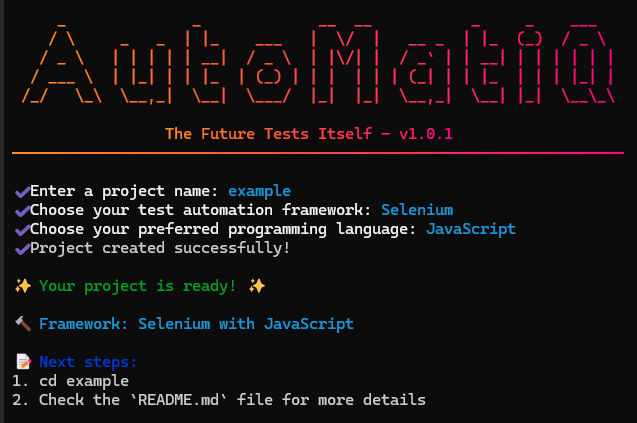 AutoMatiQ
The Future Tests Itself - v1.0.1
✔Enter a project name: example
✔Choose your test automation framework: Selenium
✔Choose your preferred programming language: JavaScript
✔Project created successfully!
✨ Your project is ready! ✨
🔨 Framework: Selenium with JavaScript
📝 Next steps:
1. cd example
2. Check the `README.md` file for more details